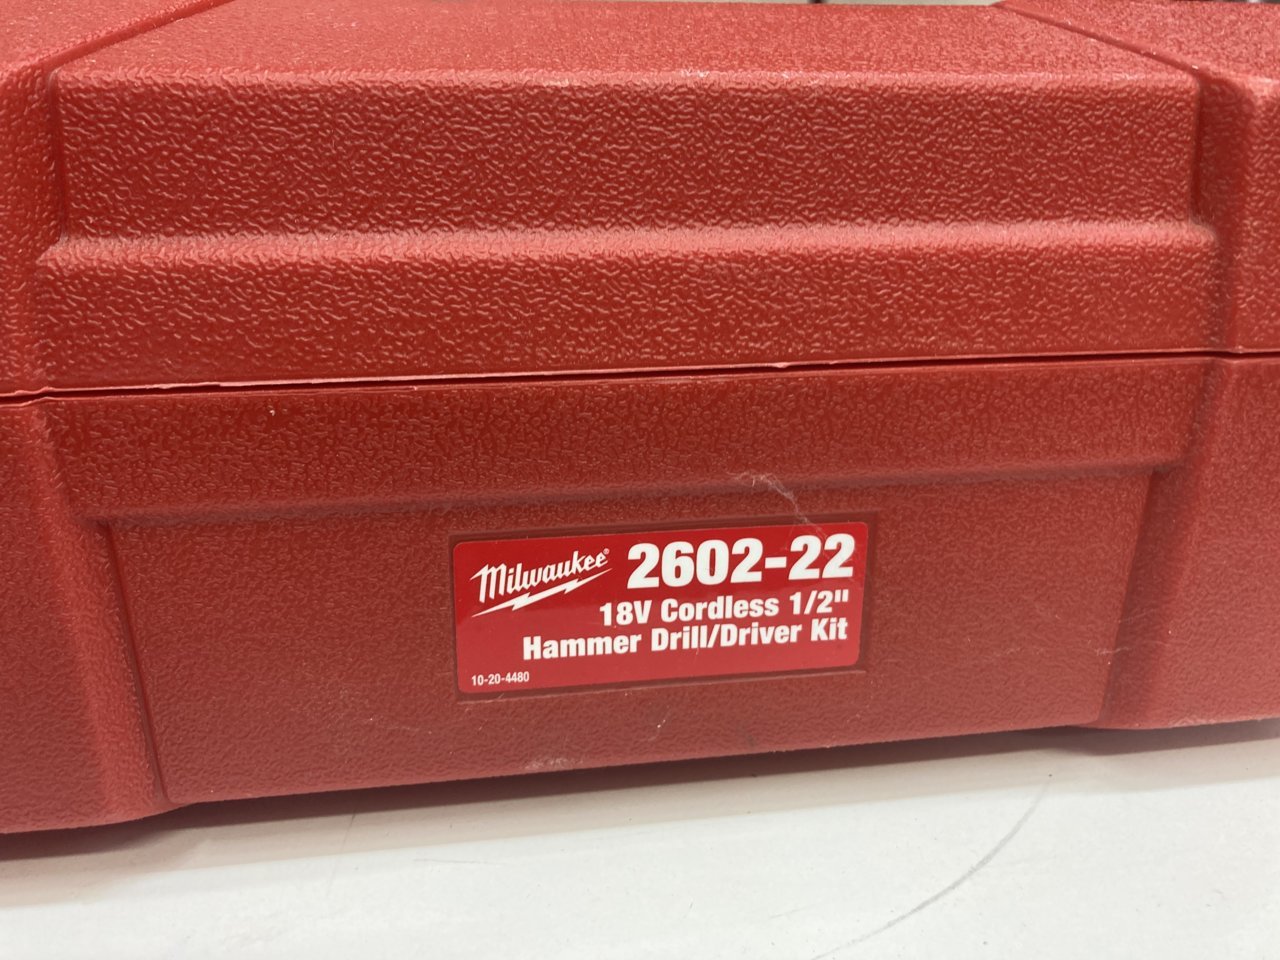 Milwaukee®
2602-22
18V Cordless 1/2"
Hammer Drill/Driver Kit
10-20-4480